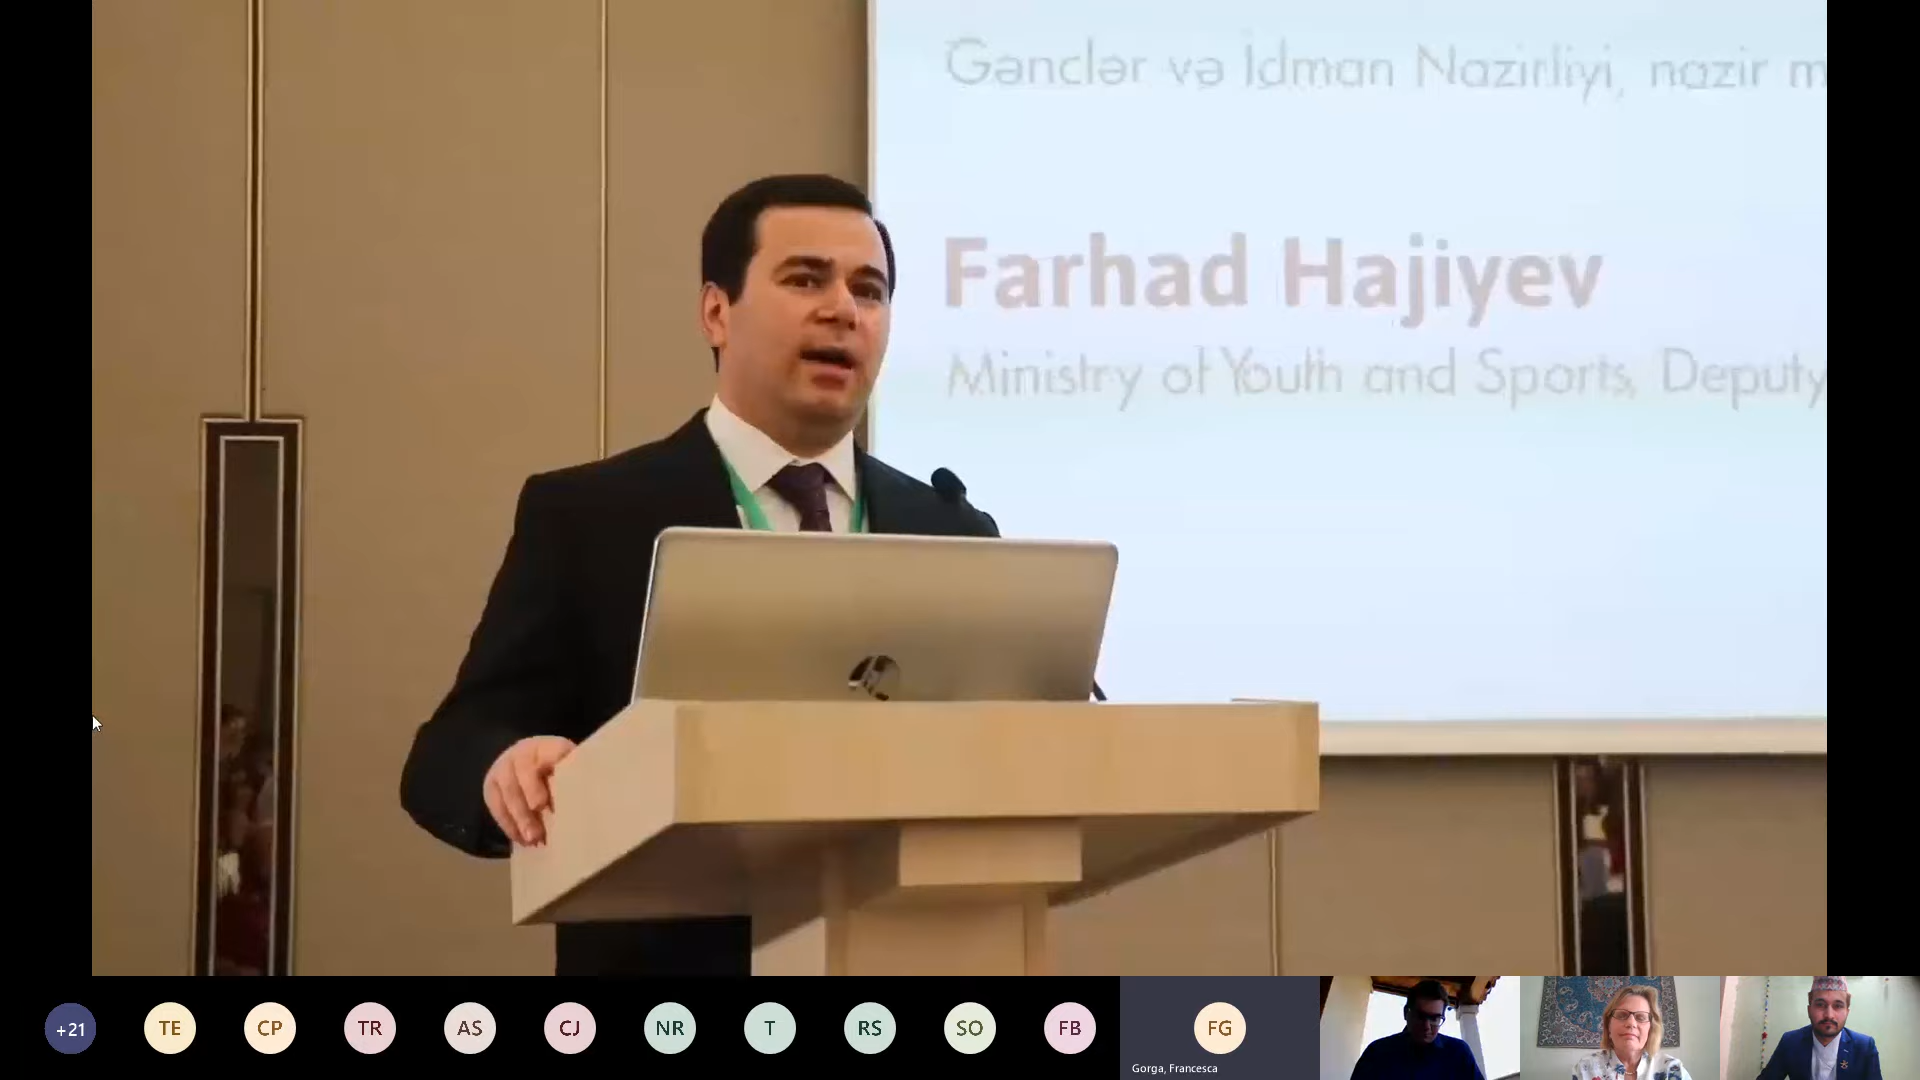 Gənclər və İdman Nazirliyi, nazir m
Farhad Hajiyev
Ministry of Youth and Sports, Deputy
hp
+21
TE
CP
TR
AS
CJ
NR
T
RS
SO
FB
FG
Gorga, Francesca